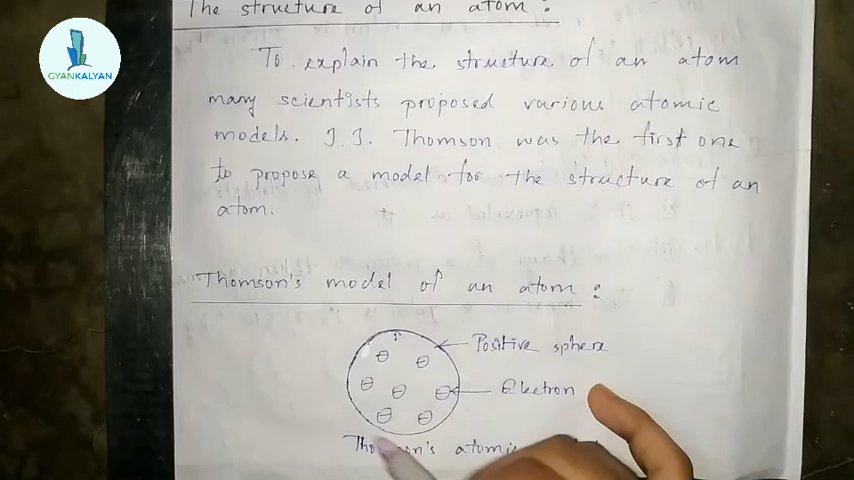 The structure of an atom :
GYANKALYAN
To explain the structure of an atom
many scientists proposed various atomic
models. J.J. Thomson was the first one
to propose a model for the structure of an
atom.
Thomson's model of an atom :
Positive sphere
Electron
Thomson's atomic